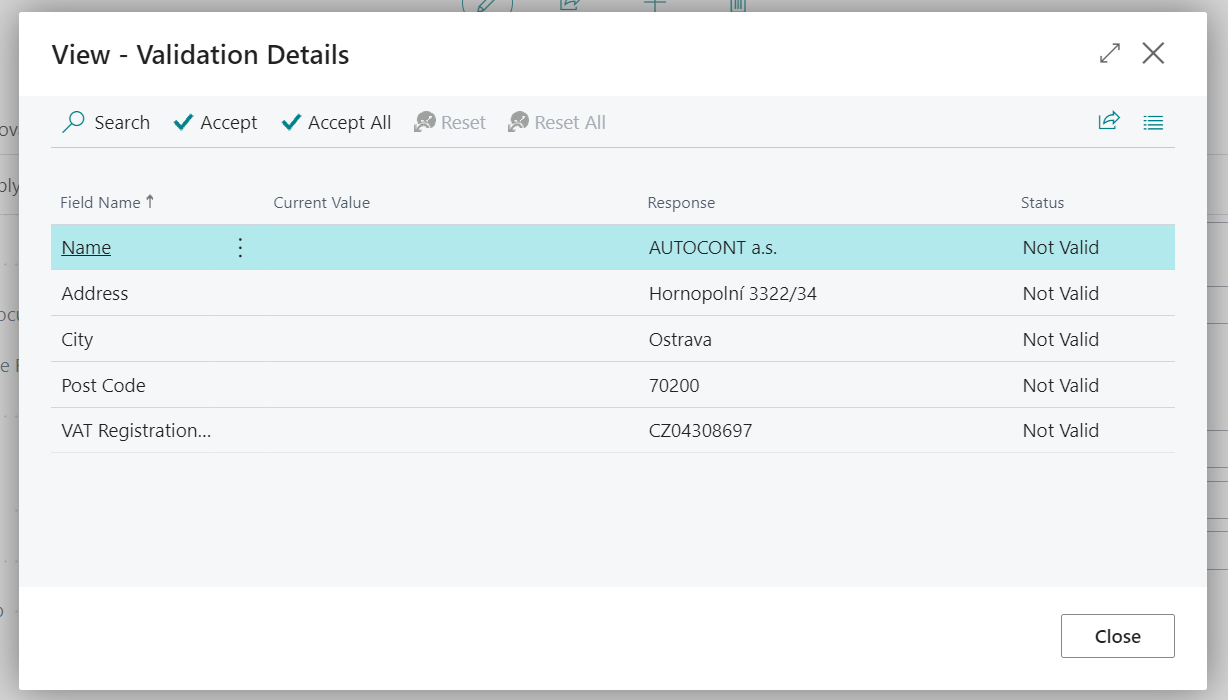 View - Validation Details
Search Accept Accept All Reset Reset All
Field Name ↑ Current Value Response Status
Name AUTOCONT a.s. Not Valid
Address Hornopolní 3322/34 Not Valid
City Ostrava Not Valid
Post Code 70200 Not Valid
VAT Registration... CZ04308697 Not Valid
Close